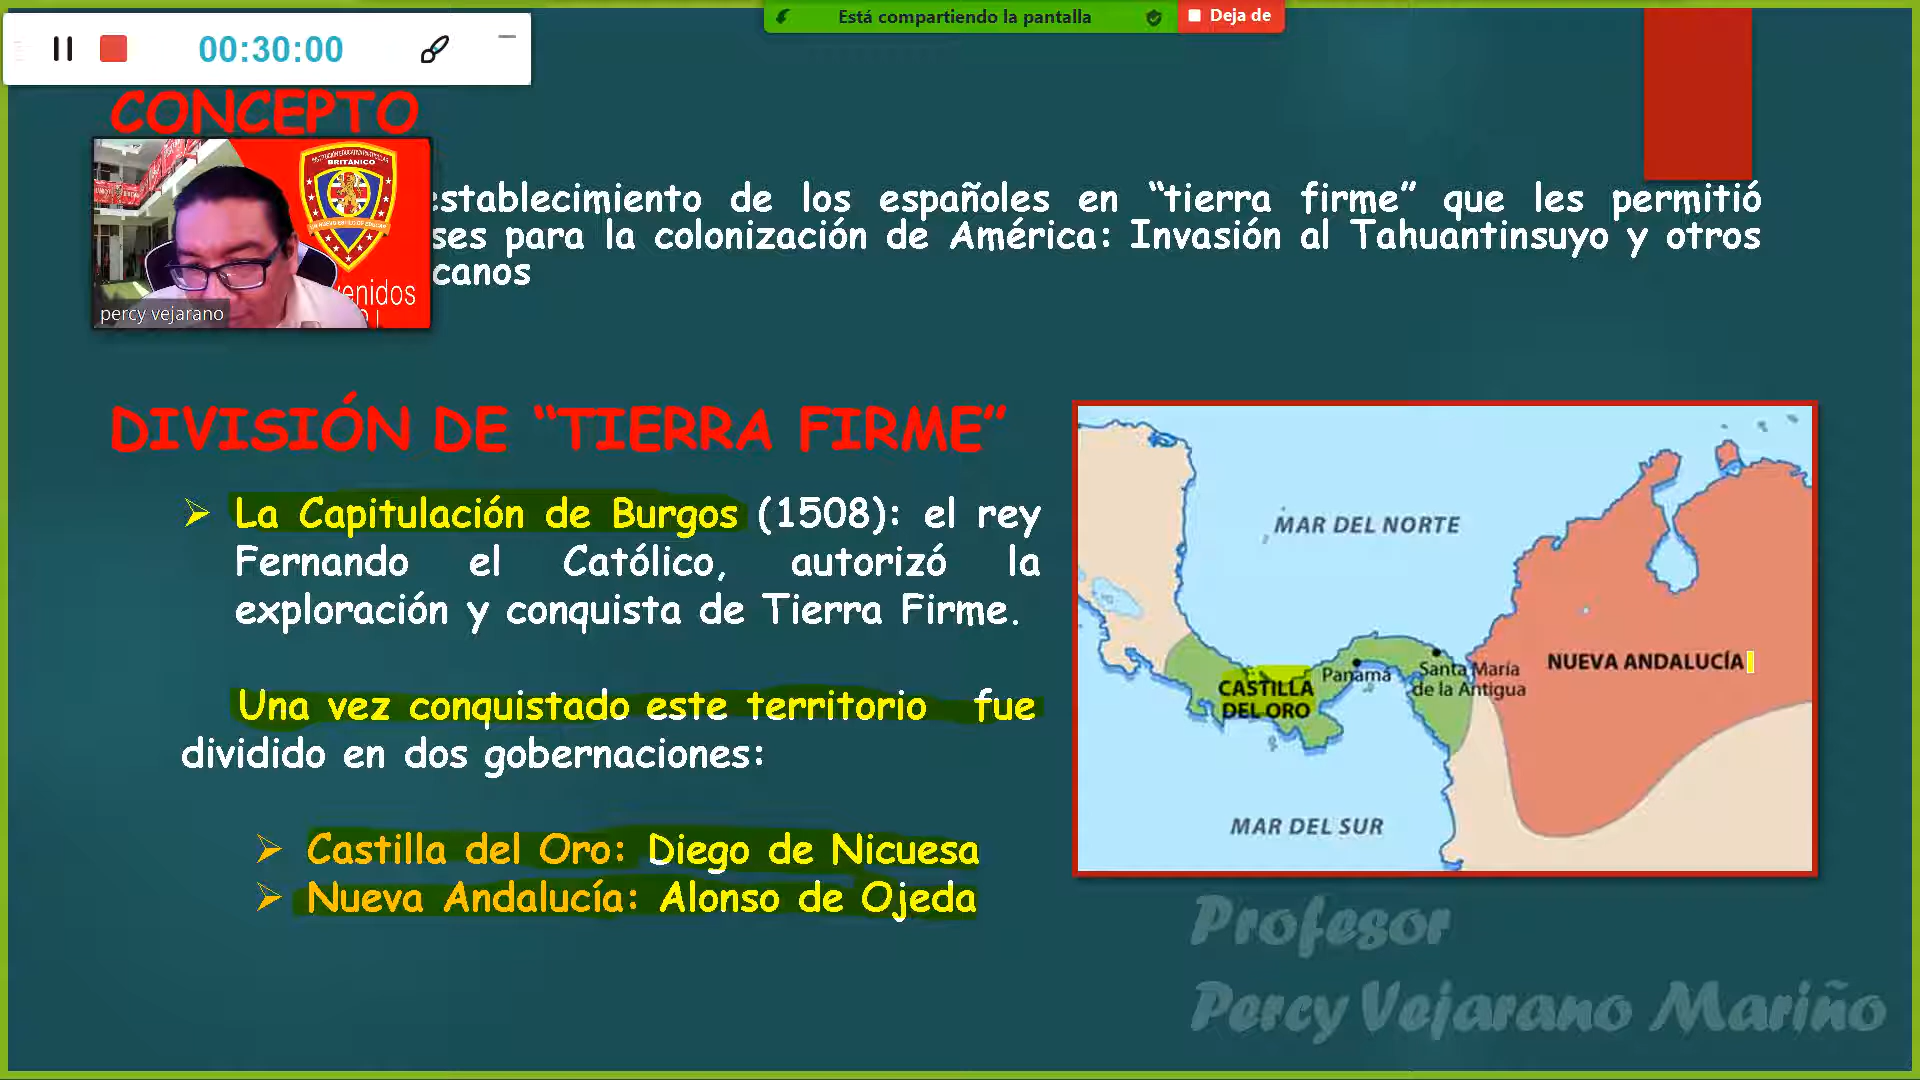 Está compartiendo la pantalla
Deja de
00:30:00
CONCEPTO
BRITÁNICO
establecimiento de los españoles en “tierra firme” que les permitió
ses para la colonización de América: Invasión al Tahuantinsuyo y otros
canos
venidos
percy vejarano
DIVISIÓN DE “TIERRA FIRME”
La Capitulación de Burgos (1508): el rey
Fernando el Católico, autorizó la
exploración y conquista de Tierra Firme.
Una vez conquistado este territorio fue
dividido en dos gobernaciones:
Castilla del Oro: Diego de Nicuesa
Nueva Andalucía: Alonso de Ojeda
MAR DEL NORTE
NUEVA ANDALUCÍA
Santa María
de la Antigua
Panamá
CASTILLA
DEL ORO
MAR DEL SUR
Profesor
Percy Vejarano Mariño